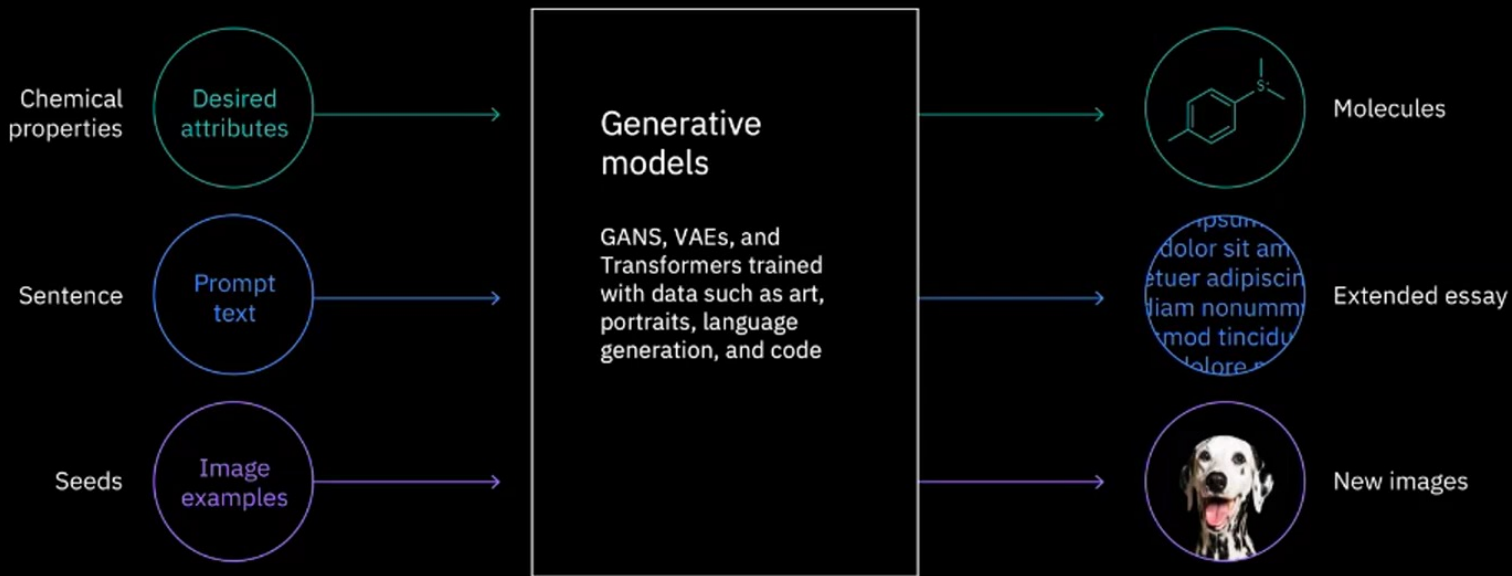 Chemical
properties
Desired
attributes
Generative
models
GANS, VAEs, and
Transformers trained
with data such as art,
portraits, language
generation, and code
S
Molecules
Sentence
Prompt
text
dolor sit am
etuer adipiscin
diam nonumm
mod tincidu
dolore
Extended essay
Seeds
Image
examples
New images